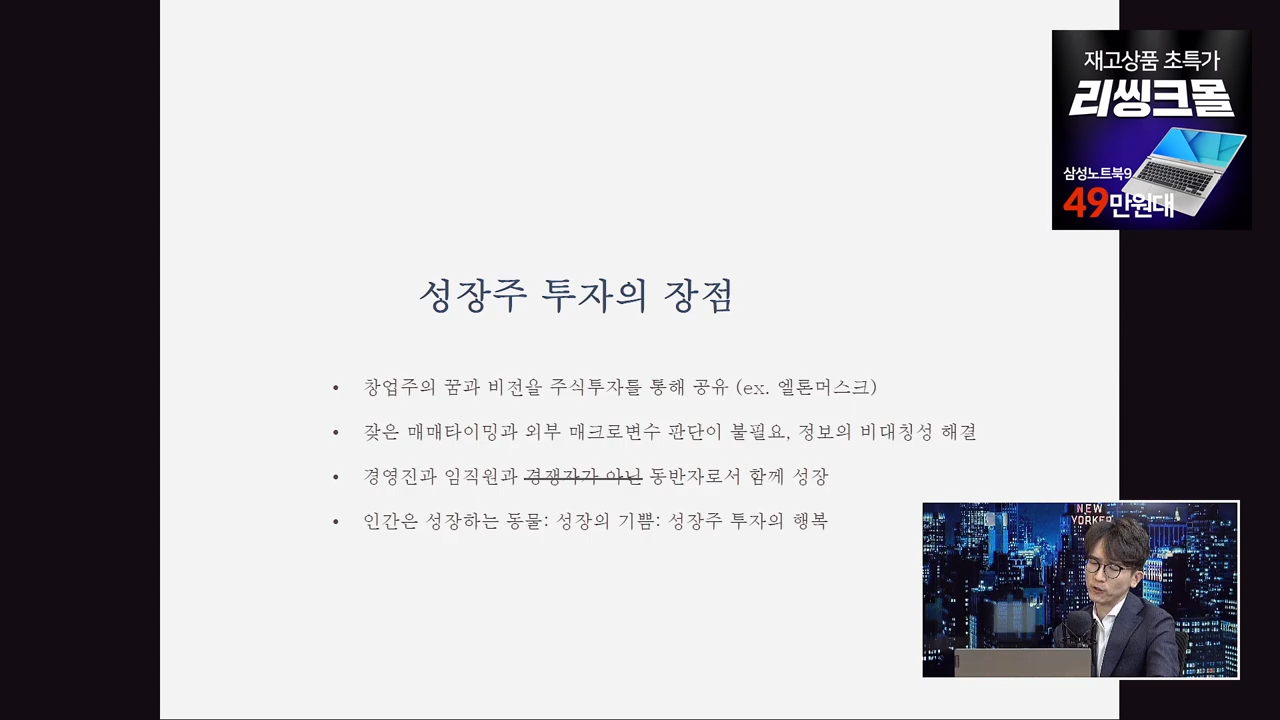 재고상품 초특가
리씽크몰
삼성노트북9
49만원대
성장주 투자의 장점
• 창업주의 꿈과 비전을 주식투자를 통해 공유 (ex. 엘론머스크)
• 잦은 매매타이밍과 외부 매크로변수 판단이 불필요, 정보의 비대칭성 해결
• 경영진과 임직원과 경쟁자가 아닌 동반자로서 함께 성장
• 인간은 성장하는 동물: 성장의 기쁨: 성장주 투자의 행복
NEW
YORKER